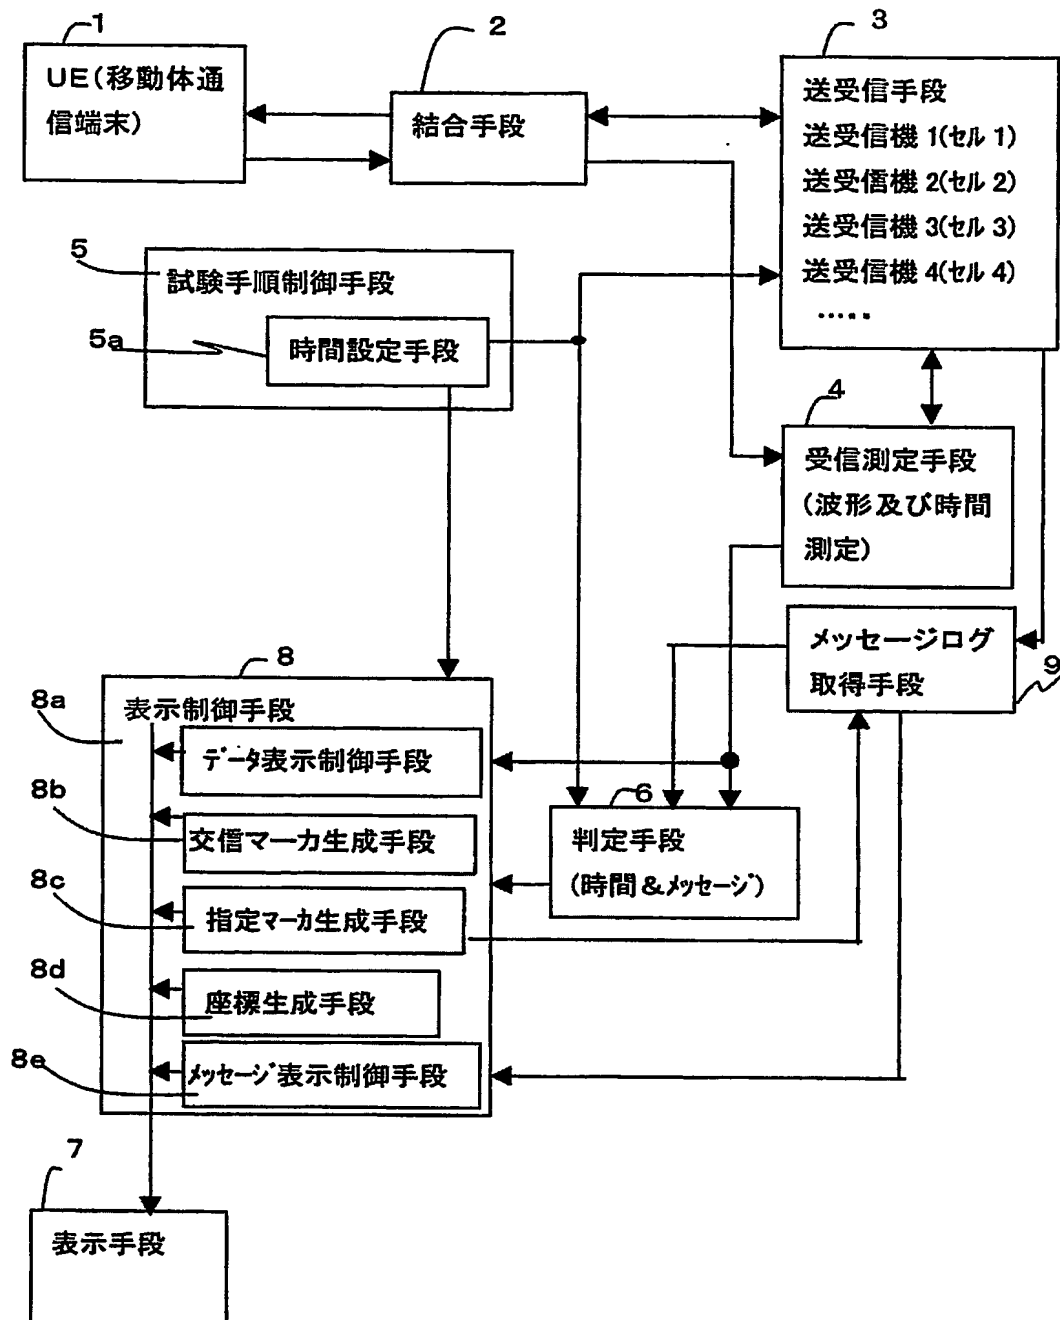 1
UE(移動体通
信端末)
2
結合手段
3
送受信手段
送受信機 1(セル 1)
送受信機 2(セル 2)
送受信機 3(セル 3)
送受信機 4(セル 4)
.....
5
試験手順制御手段
5a
時間設定手段
4
受信測定手段
(波形及び時間
測定)
メッセージログ
取得手段
9
8
表示制御手段
8a
データ表示制御手段
8b
交信マーカ生成手段
8c
指定マーカ生成手段
8d
座標生成手段
8e
メッセージ表示制御手段
6
判定手段
(時間&メッセージ)
7
表示手段